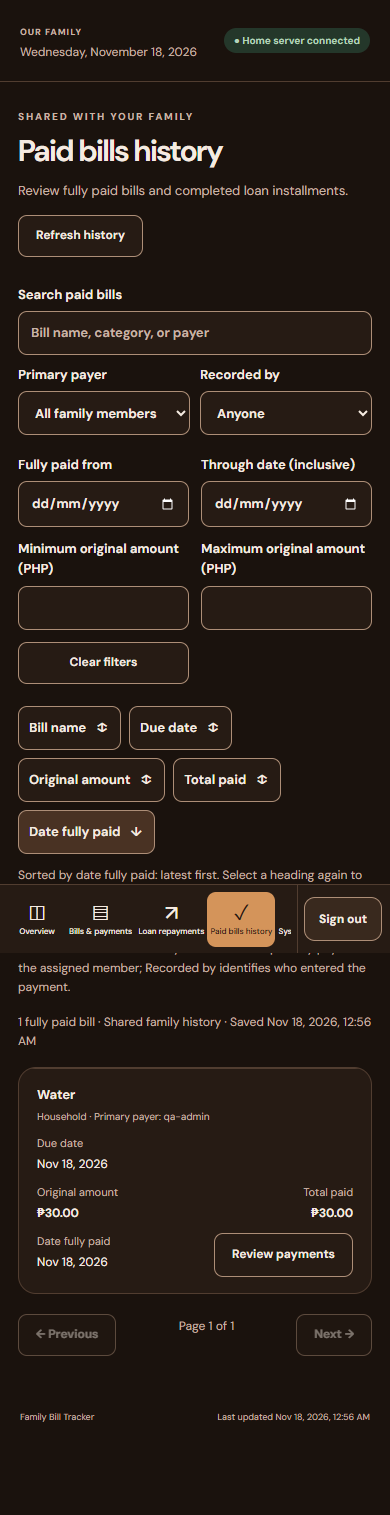 OUR FAMILY
Wednesday, November 18, 2026
● Home server connected
SHARED WITH YOUR FAMILY
Paid bills history
Review fully paid bills and completed loan installments.
Refresh history
Search paid bills
Bill name, category, or payer
Primary payer
Recorded by
All family members
Anyone
Fully paid from
Through date (inclusive)
dd/mm/yyyy
dd/mm/yyyy
Minimum original amount
(PHP)
Maximum original amount
(PHP)
Clear filters
Bill name ⇕
Due date ⇕
Original amount ⇕
Total paid ⇕
Date fully paid ↓
Sorted by date fully paid: latest first. Select a heading again to
Overview
Bills & payments
Loan repayments
Paid bills history
Sys
Sign out
the assigned member; Recorded by identifies who entered the
payment.
1 fully paid bill · Shared family history · Saved Nov 18, 2026, 12:56
AM
Water
Household · Primary payer: qa-admin
Due date
Nov 18, 2026
Original amount
Total paid
₱30.00
₱30.00
Date fully paid
Nov 18, 2026
Review payments
← Previous
Page 1 of 1
Next →
Family Bill Tracker
Last updated Nov 18, 2026, 12:56 AM